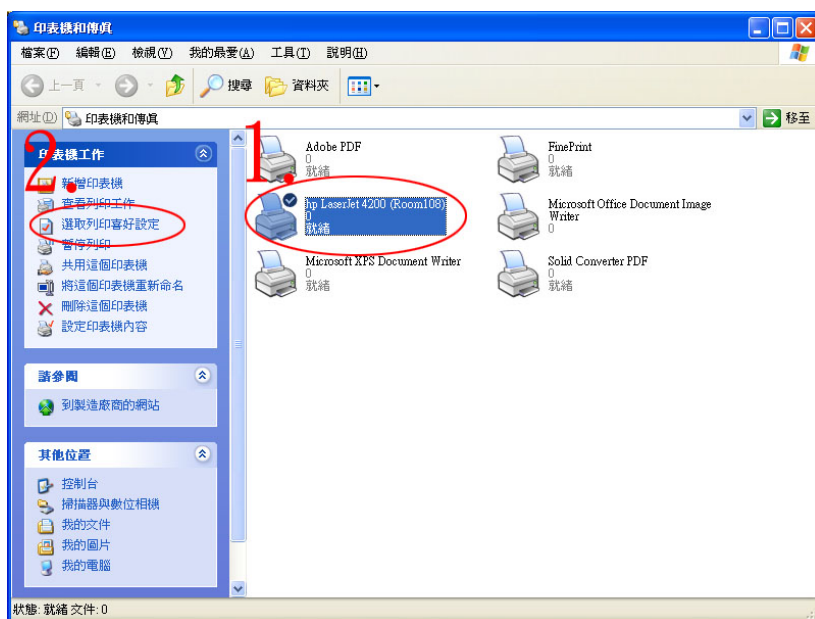 印表機和傳真
檔案(F) 編輯(E) 檢視(V) 我的最愛(A) 工具(T) 說明(H)
上一頁 搜尋 資料夾
網址(D) 印表機和傳真 移至
1.
2.
印表機工作
新增印表機
查看列印工作
選取列印喜好設定
暫停列印
共用這個印表機
將這個印表機重新命名
刪除這個印表機
設定印表機內容
請參閱
到製造廠商的網站
其他位置
控制台
掃描器與數位相機
我的文件
我的圖片
我的電腦
Adobe PDF
0
就緒
FinePrint
0
就緒
hp LaserJet 4200 (Room108)
0
就緒
Microsoft Office Document Image
Writer
0
Microsoft XPS Document Writer
0
就緒
Solid Converter PDF
0
就緒
狀態: 就緒 文件: 0